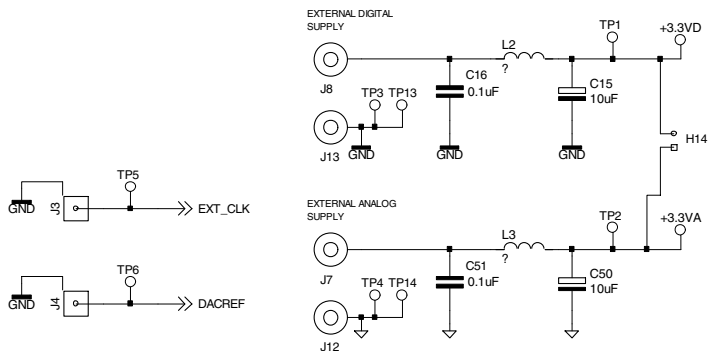 EXTERNAL DIGITAL
SUPPLY
L2
TP1
+3.3VD
J8
?
C16
0.1uF
C15
10uF
TP3 TP13
J13
GND
GND
GND
H14
TP5
GND
J3
EXT_CLK
EXTERNAL ANALOG
SUPPLY
L3
TP2
+3.3VA
J7
?
C51
0.1uF
C50
10uF
TP6
GND
J4
DACREF
TP4 TP14
J12